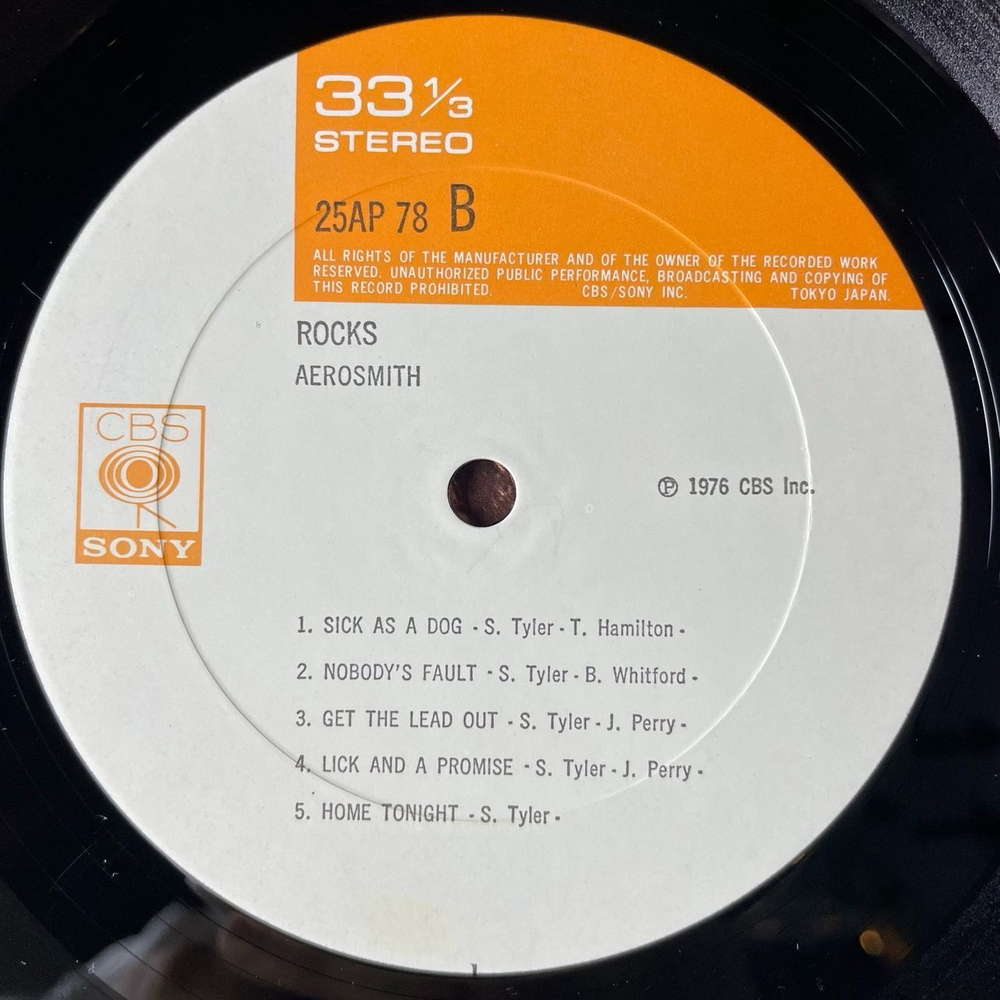 33 1/3
STEREO
25AP 78 B
ALL RIGHTS OF THE MANUFACTURER AND OF THE OWNER OF THE RECORDED WORK
RESERVED. UNAUTHORIZED PUBLIC PERFORMANCE, BROADCASTING AND COPYING OF
THIS RECORD PROHIBITED. CBS/SONY INC. TOKYO JAPAN.
ROCKS
AEROSMITH
CBS
SONY
℗ 1976 CBS Inc.
1. SICK AS A DOG - S. Tyler - T. Hamilton -
2. NOBODY'S FAULT - S. Tyler - B. Whitford -
3. GET THE LEAD OUT - S. Tyler - J. Perry -
4. LICK AND A PROMISE - S. Tyler - J. Perry -
5. HOME TONIGHT - S. Tyler -